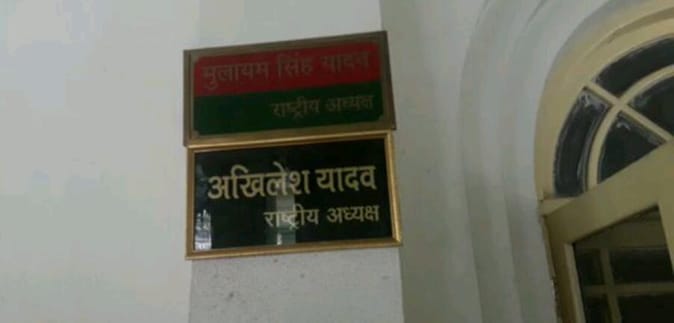 मुलायम सिंह यादव
राष्ट्रीय अध्यक्ष
अखिलेश यादव
राष्ट्रीय अध्यक्ष